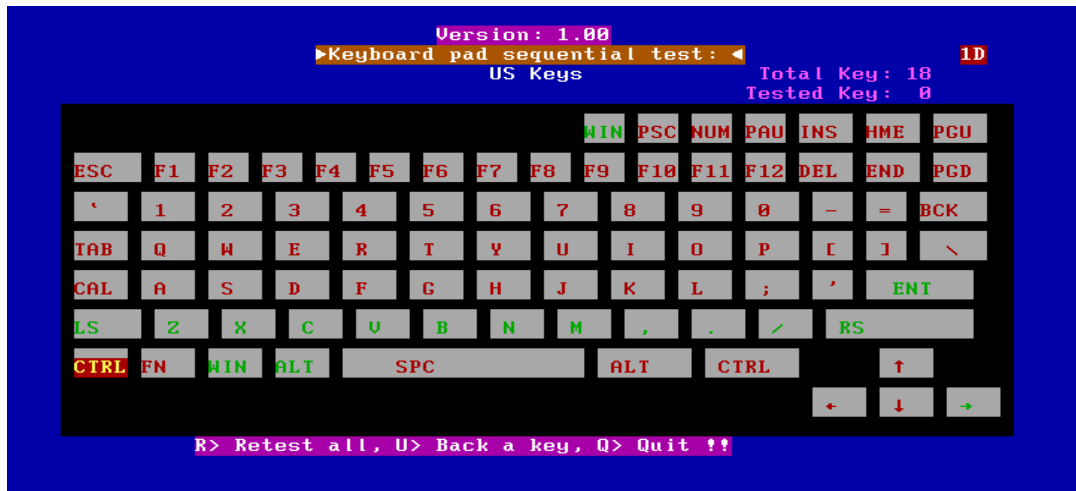 Version: 1.00
►Keyboard pad sequential test: ◄ 1D
US Keys Total Key: 18
Tested Key: 0
WIN PSC NUM PAU INS HME PGU
ESC F1 F2 F3 F4 F5 F6 F7 F8 F9 F10 F11 F12 DEL END PGD
` 1 2 3 4 5 6 7 8 9 0 - = BCK
TAB Q W E R T Y U I O P [ ] \
CAL A S D F G H J K L ; ' ENT
LS Z X C V B N M , . / RS
CTRL FN WIN ALT SPC ALT CTRL ↑
← ↓ →
R> Retest all, U> Back a key, Q> Quit !!